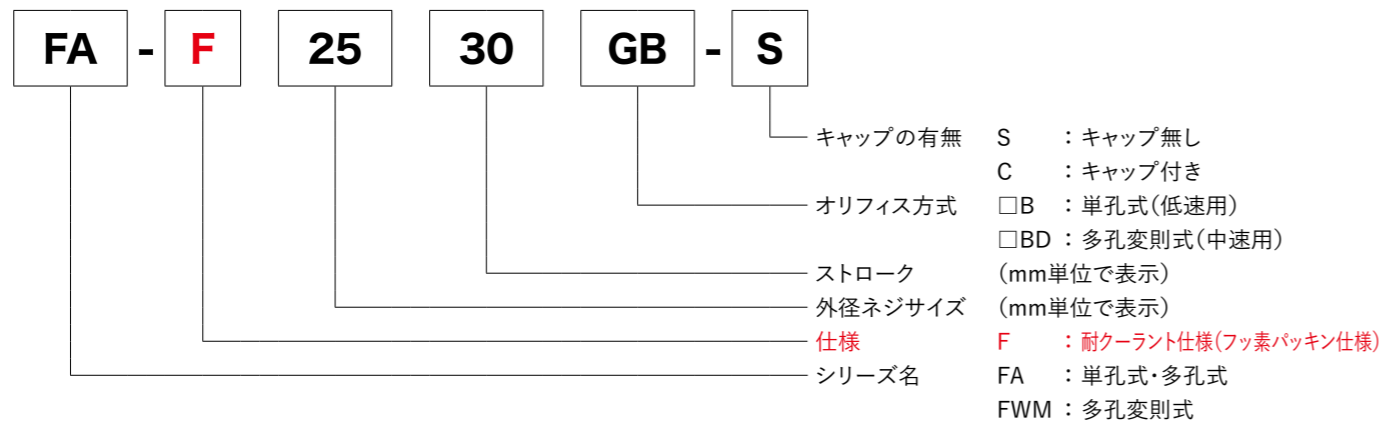 FA - F 25 30 GB - S
キャップの有無 S : キャップ無し
C : キャップ付き
オリフィス方式 □B : 単孔式(低速用)
□BD : 多孔変則式(中速用)
ストローク (mm単位で表示)
外径ネジサイズ (mm単位で表示)
仕様 F : 耐クーラント仕様(フッ素パッキン仕様)
シリーズ名 FA : 単孔式・多孔式
FWM : 多孔変則式